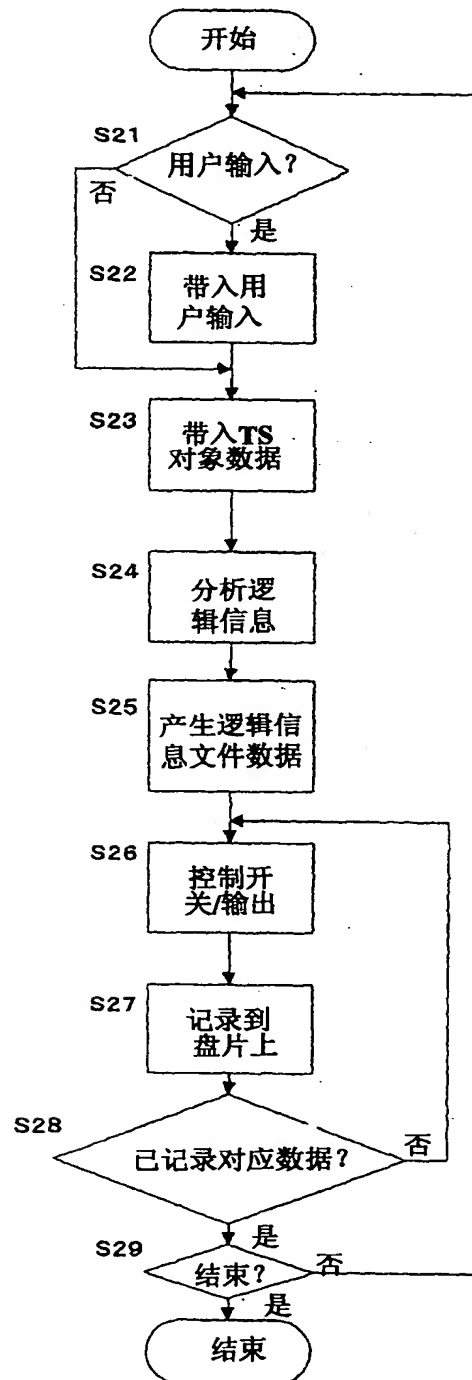 开始
S21
用户输入?
否
是
S22
带入用
户输入
S23
带入TS
对象数据
S24
分析逻
辑信息
S25
产生逻辑信
息文件数据
S26
控制开
关/输出
S27
记录到
盘片上
S28
已记录对应数据?
否
是
S29
结束?
否
是
结束